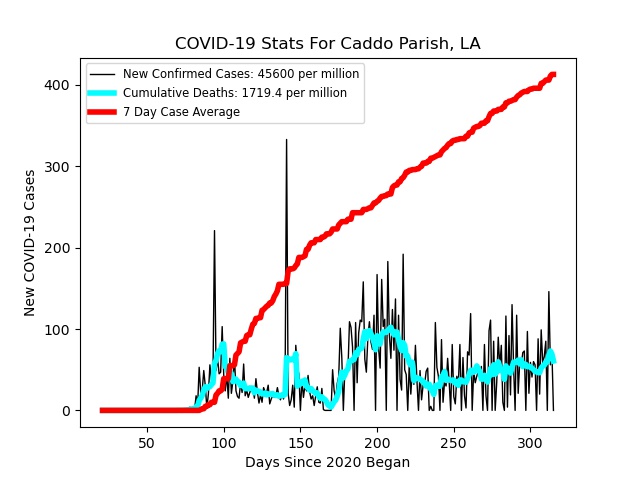 COVID-19 Stats For Caddo Parish, LA
New Confirmed Cases: 45600 per million
Cumulative Deaths: 1719.4 per million
7 Day Case Average
400
300
200
100
0
New COVID-19 Cases
50 100 150 200 250 300
Days Since 2020 Began